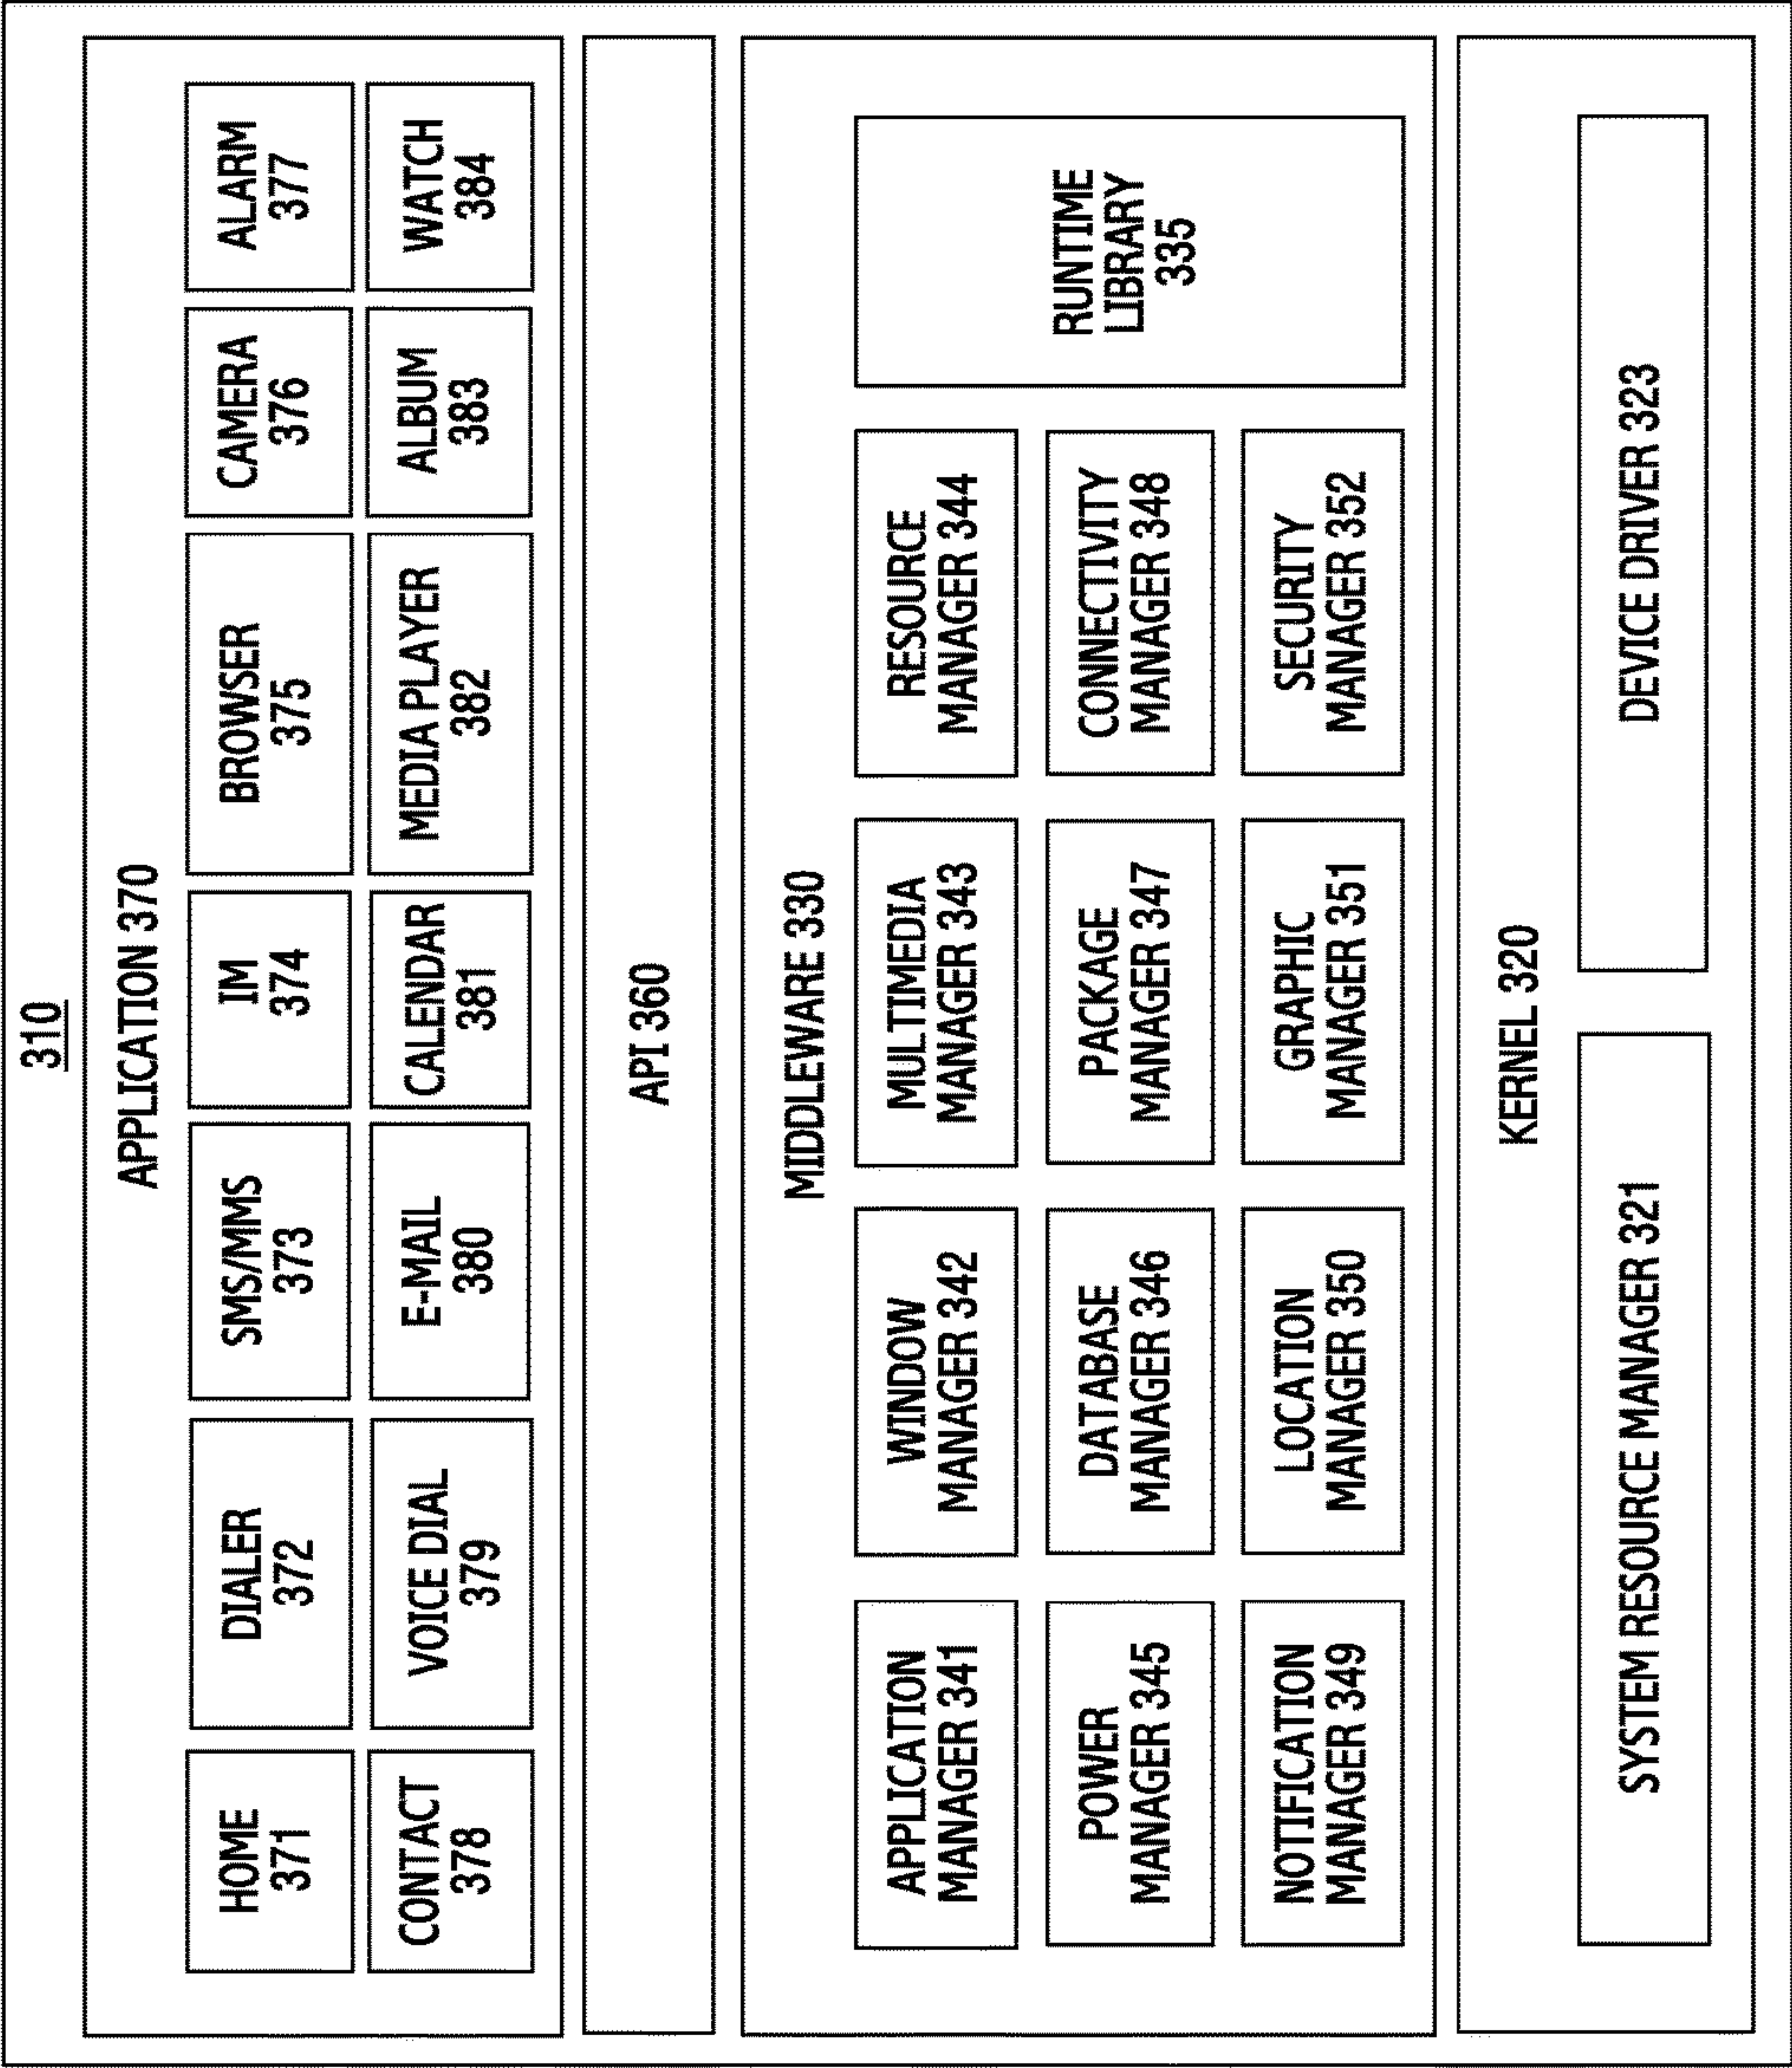 310
APPLICATION 370
HOME
371
DIALER
372
SMS/MMS
373
IM
374
BROWSER
375
CAMERA
376
ALARM
377
CONTACT
378
VOICE DIAL
379
E-MAIL
380
CALENDAR
381
MEDIA PLAYER
382
ALBUM
383
WATCH
384
API 360
MIDDLEWARE 330
APPLICATION
MANAGER 341
WINDOW
MANAGER 342
MULTIMEDIA
MANAGER 343
RESOURCE
MANAGER 344
POWER
MANAGER 345
DATABASE
MANAGER 346
PACKAGE
MANAGER 347
CONNECTIVITY
MANAGER 348
NOTIFICATION
MANAGER 349
LOCATION
MANAGER 350
GRAPHIC
MANAGER 351
SECURITY
MANAGER 352
RUNTIME
LIBRARY
335
KERNEL 320
SYSTEM RESOURCE MANAGER 321
DEVICE DRIVER 323